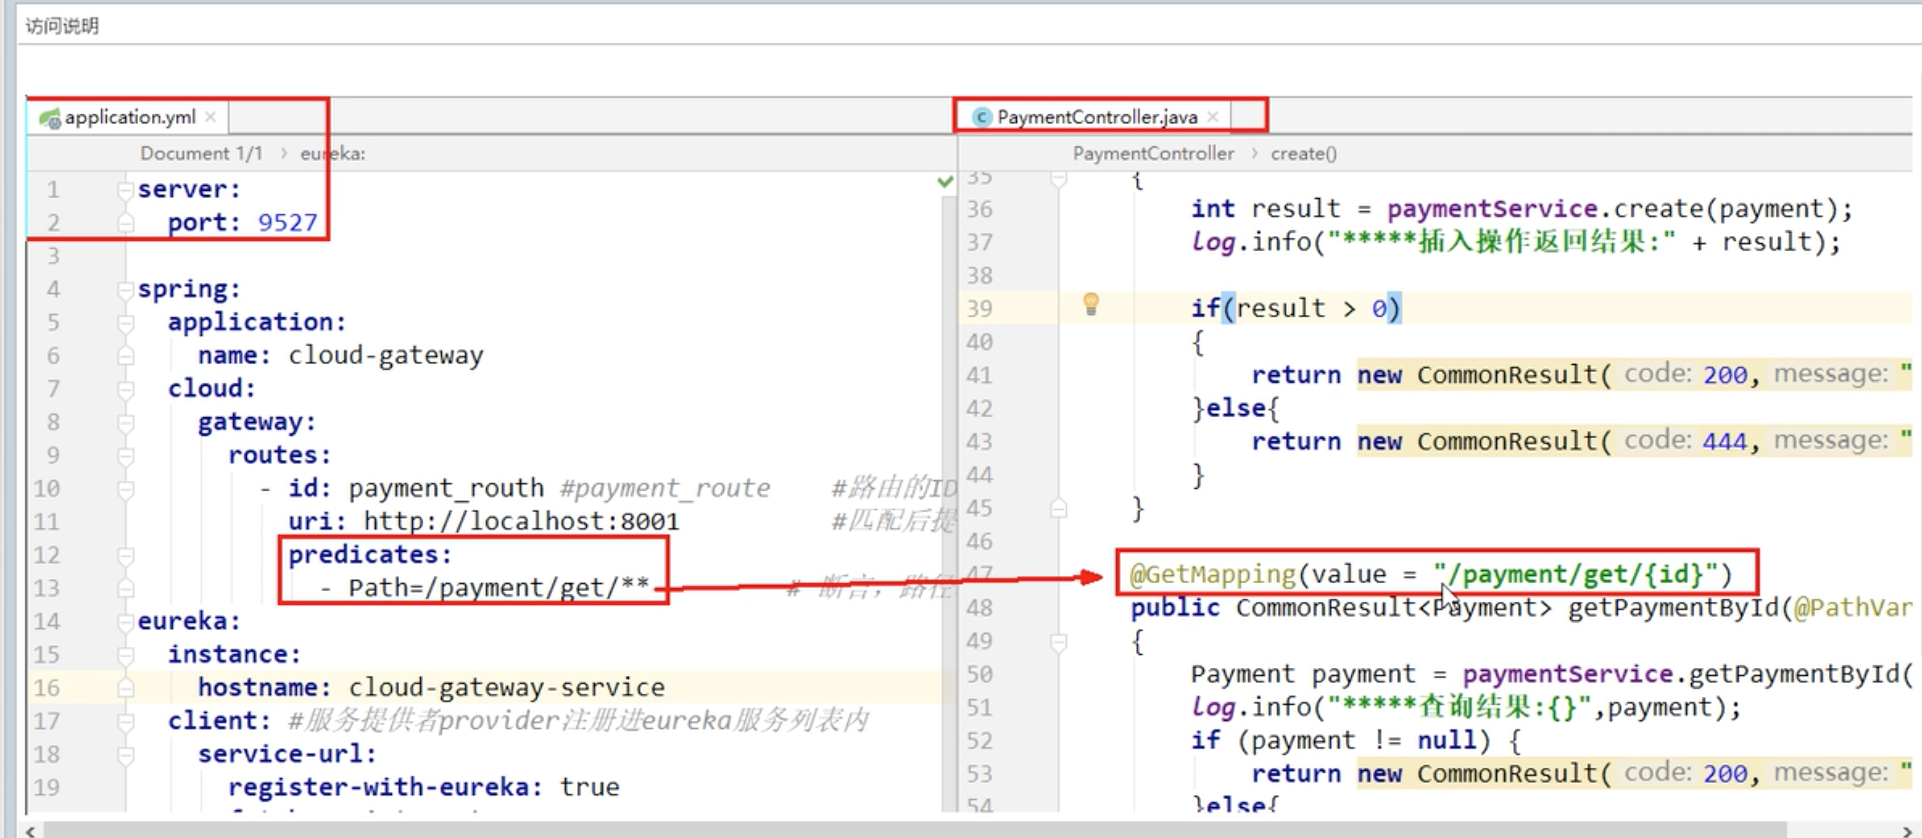 访问说明
application.yml
Document 1/1 › eureka:
1 server:
2 port: 9527
3
4 spring:
5 application:
6 name: cloud-gateway
7 cloud:
8 gateway:
9 routes:
10 - id: payment_routh #payment_route #路由的ID
11 uri: http://localhost:8001 #匹配后提
12 predicates:
13 - Path=/payment/get/** # 断言，路径
14 eureka:
15 instance:
16 hostname: cloud-gateway-service
17 client: #服务提供者provider注册进eureka服务列表内
18 service-url:
19 register-with-eureka: true
PaymentController.java
PaymentController › create()
35 {
36 int result = paymentService.create(payment);
37 log.info("*****插入操作返回结果:" + result);
38
39 if(result > 0)
40 {
41 return new CommonResult( code: 200, message: "
42 }else{
43 return new CommonResult( code: 444, message: "
44 }
45 }
46
47 @GetMapping(value = "/payment/get/{id}")
48 public CommonResult<Payment> getPaymentById(@PathVar
49 {
50 Payment payment = paymentService.getPaymentById(
51 log.info("*****查询结果:{}",payment);
52 if (payment != null) {
53 return new CommonResult( code: 200, message: "
54 }else{